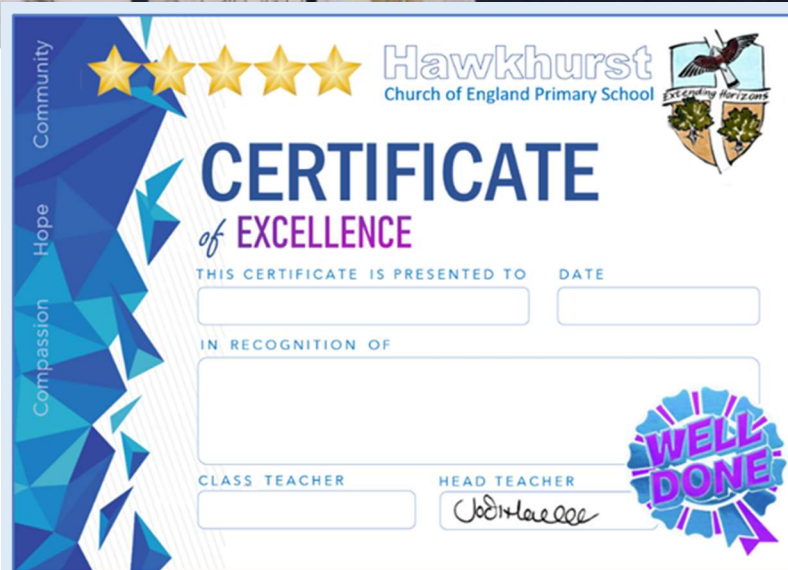 Community
Hope
Compassion
Hawkhurst
Church of England Primary School
Extending Horizons
CERTIFICATE
of EXCELLENCE
THIS CERTIFICATE IS PRESENTED TO DATE
IN RECOGNITION OF
WELL
DONE
CLASS TEACHER HEAD TEACHER